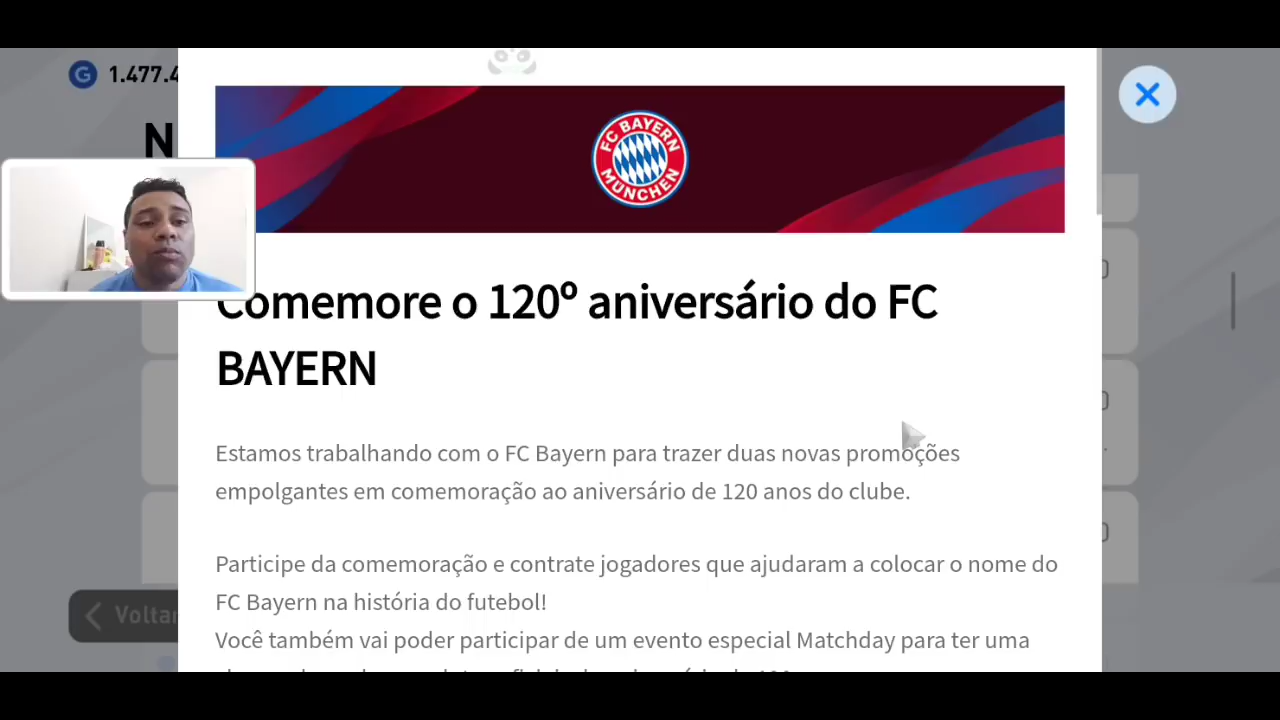 G 1.477.4
N
FC BAYERN
MÜNCHEN
Comemore o 120º aniversário do FC
BAYERN
Estamos trabalhando com o FC Bayern para trazer duas novas promoções
empolgantes em comemoração ao aniversário de 120 anos do clube.
Participe da comemoração e contrate jogadores que ajudaram a colocar o nome do
FC Bayern na história do futebol!
Você também vai poder participar de um evento especial Matchday para ter uma
Voltar